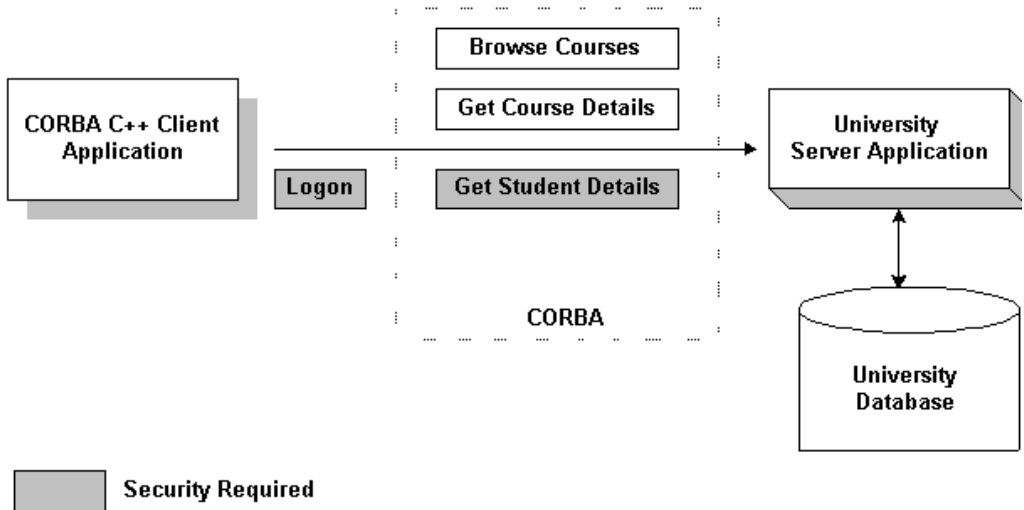 Browse Courses
CORBA C++ Client
Application
Get Course Details
University
Server Application
Logon
Get Student Details
CORBA
University
Database
Security Required